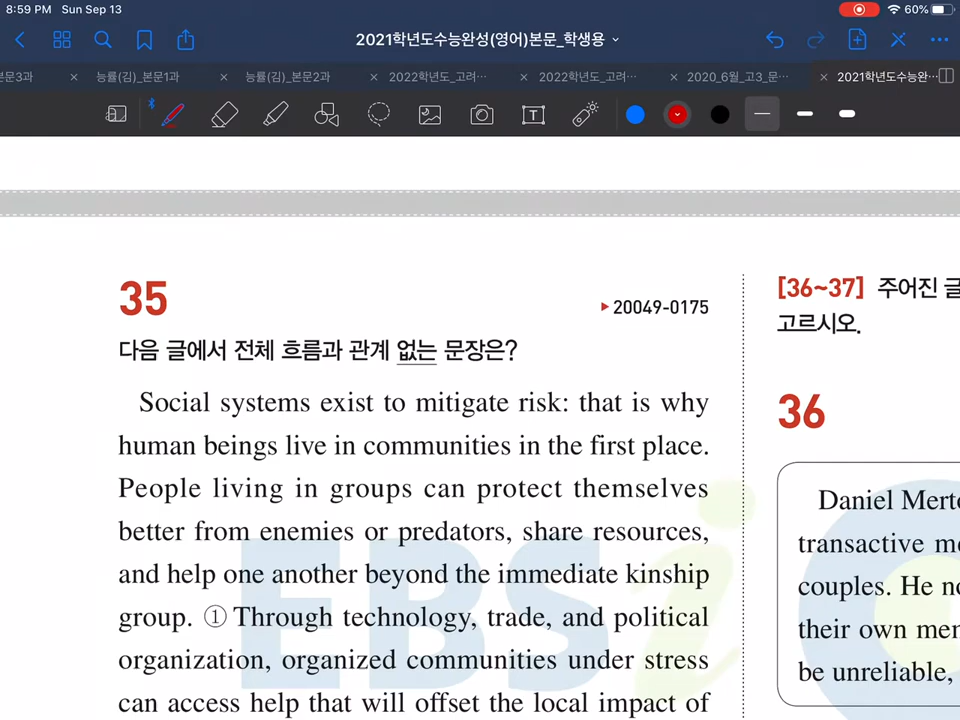 8:59 PM Sun Sep 13
60%
2021학년도수능완성(영어)본문_학생용
본문3과
능률(김)_본문1과
능률(김)_본문2과
2022학년도_고려…
2022학년도_고려…
2020_6월_고3_문…
2021학년도수능완…
T
35
20049-0175
다음 글에서 전체 흐름과 관계 없는 문장은?
Social systems exist to mitigate risk: that is why
human beings live in communities in the first place.
People living in groups can protect themselves
better from enemies or predators, share resources,
and help one another beyond the immediate kinship
group. ① Through technology, trade, and political
organization, organized communities under stress
can access help that will offset the local impact of
[36~37] 주어진 글
고르시오.
36
Daniel Merto
transactive me
couples. He no
their own mem
be unreliable,
EBSi